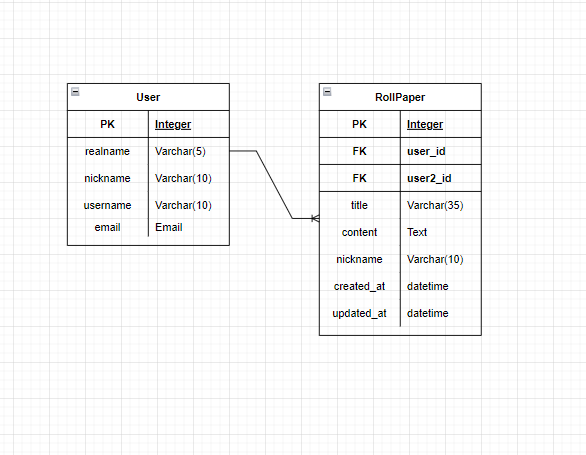 User
PK Integer
realname Varchar(5)
nickname Varchar(10)
username Varchar(10)
email Email
RollPaper
PK Integer
FK user_id
FK user2_id
title Varchar(35)
content Text
nickname Varchar(10)
created_at datetime
updated_at datetime